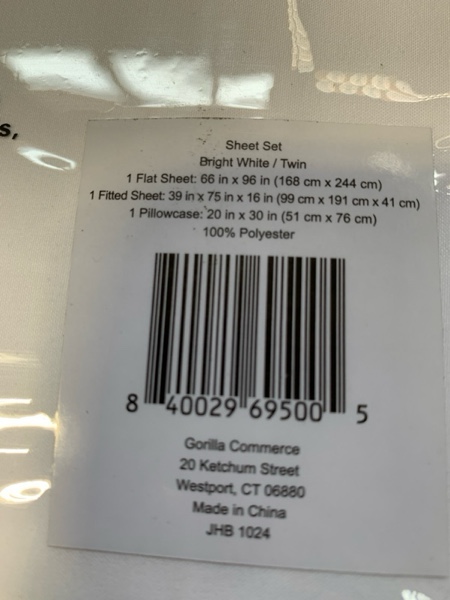 s,
Sheet Set
Bright White / Twin
1 Flat Sheet: 66 in x 96 in (168 cm x 244 cm)
1 Fitted Sheet: 39 in x 75 in x 16 in (99 cm x 191 cm x 41 cm)
1 Pillowcase: 20 in x 30 in (51 cm x 76 cm)
100% Polyester
8 40029 69500 5
Gorilla Commerce
20 Ketchum Street
Westport, CT 06880
Made in China
JHB 1024